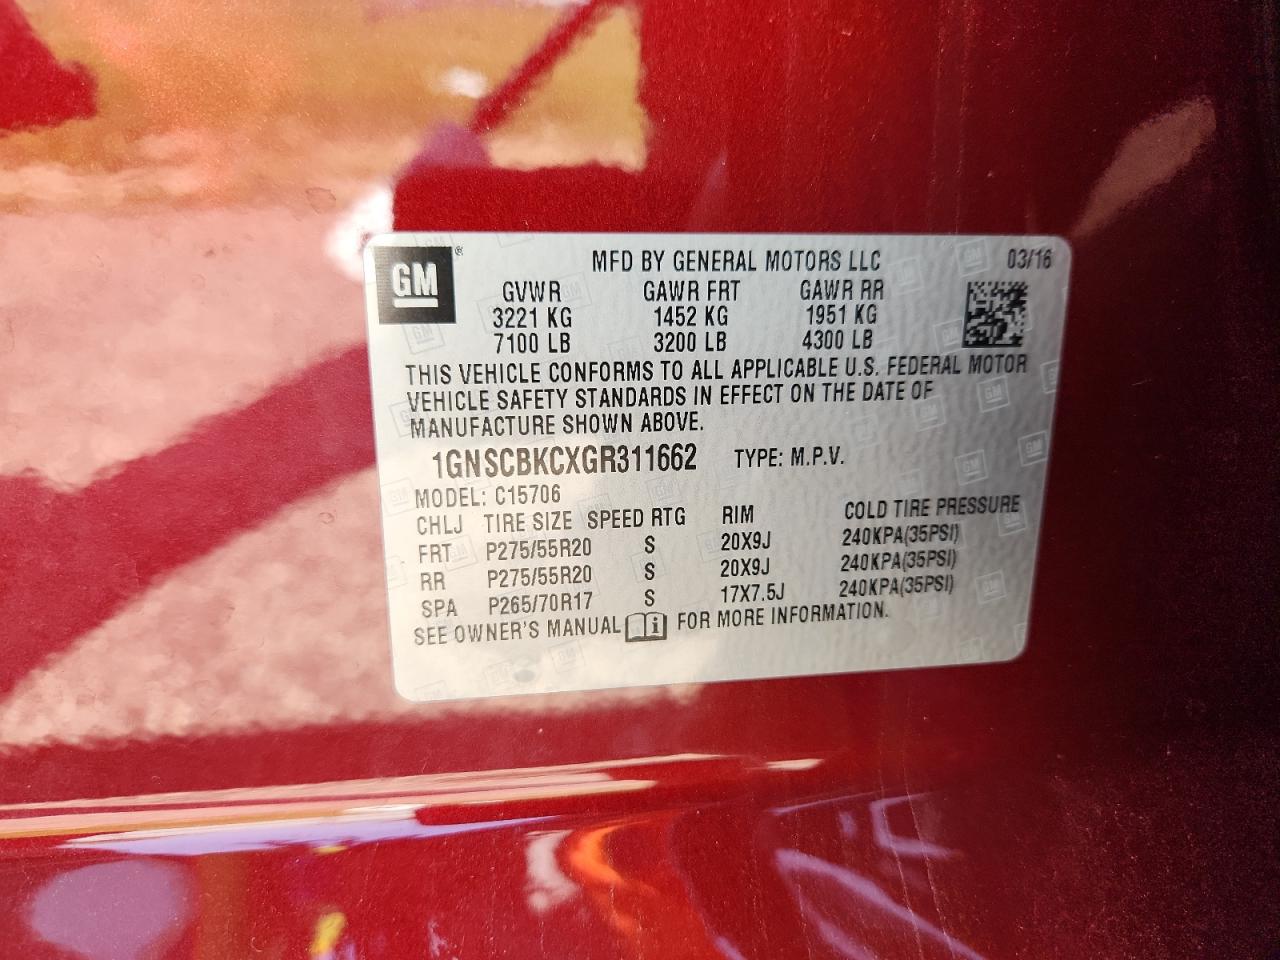 GM ®
MFD BY GENERAL MOTORS LLC 03/16
GVWR GAWR FRT GAWR RR
3221 KG 1452 KG 1951 KG
7100 LB 3200 LB 4300 LB
THIS VEHICLE CONFORMS TO ALL APPLICABLE U.S. FEDERAL MOTOR
VEHICLE SAFETY STANDARDS IN EFFECT ON THE DATE OF
MANUFACTURE SHOWN ABOVE.
1GNSCBKCXGR311662 TYPE: M.P.V.
MODEL: C15706
CHLJ TIRE SIZE SPEED RTG RIM COLD TIRE PRESSURE
FRT P275/55R20 S 20X9J 240KPA(35PSI)
RR P275/55R20 S 20X9J 240KPA(35PSI)
SPA P265/70R17 S 17X7.5J 240KPA(35PSI)
SEE OWNER'S MANUAL i FOR MORE INFORMATION.